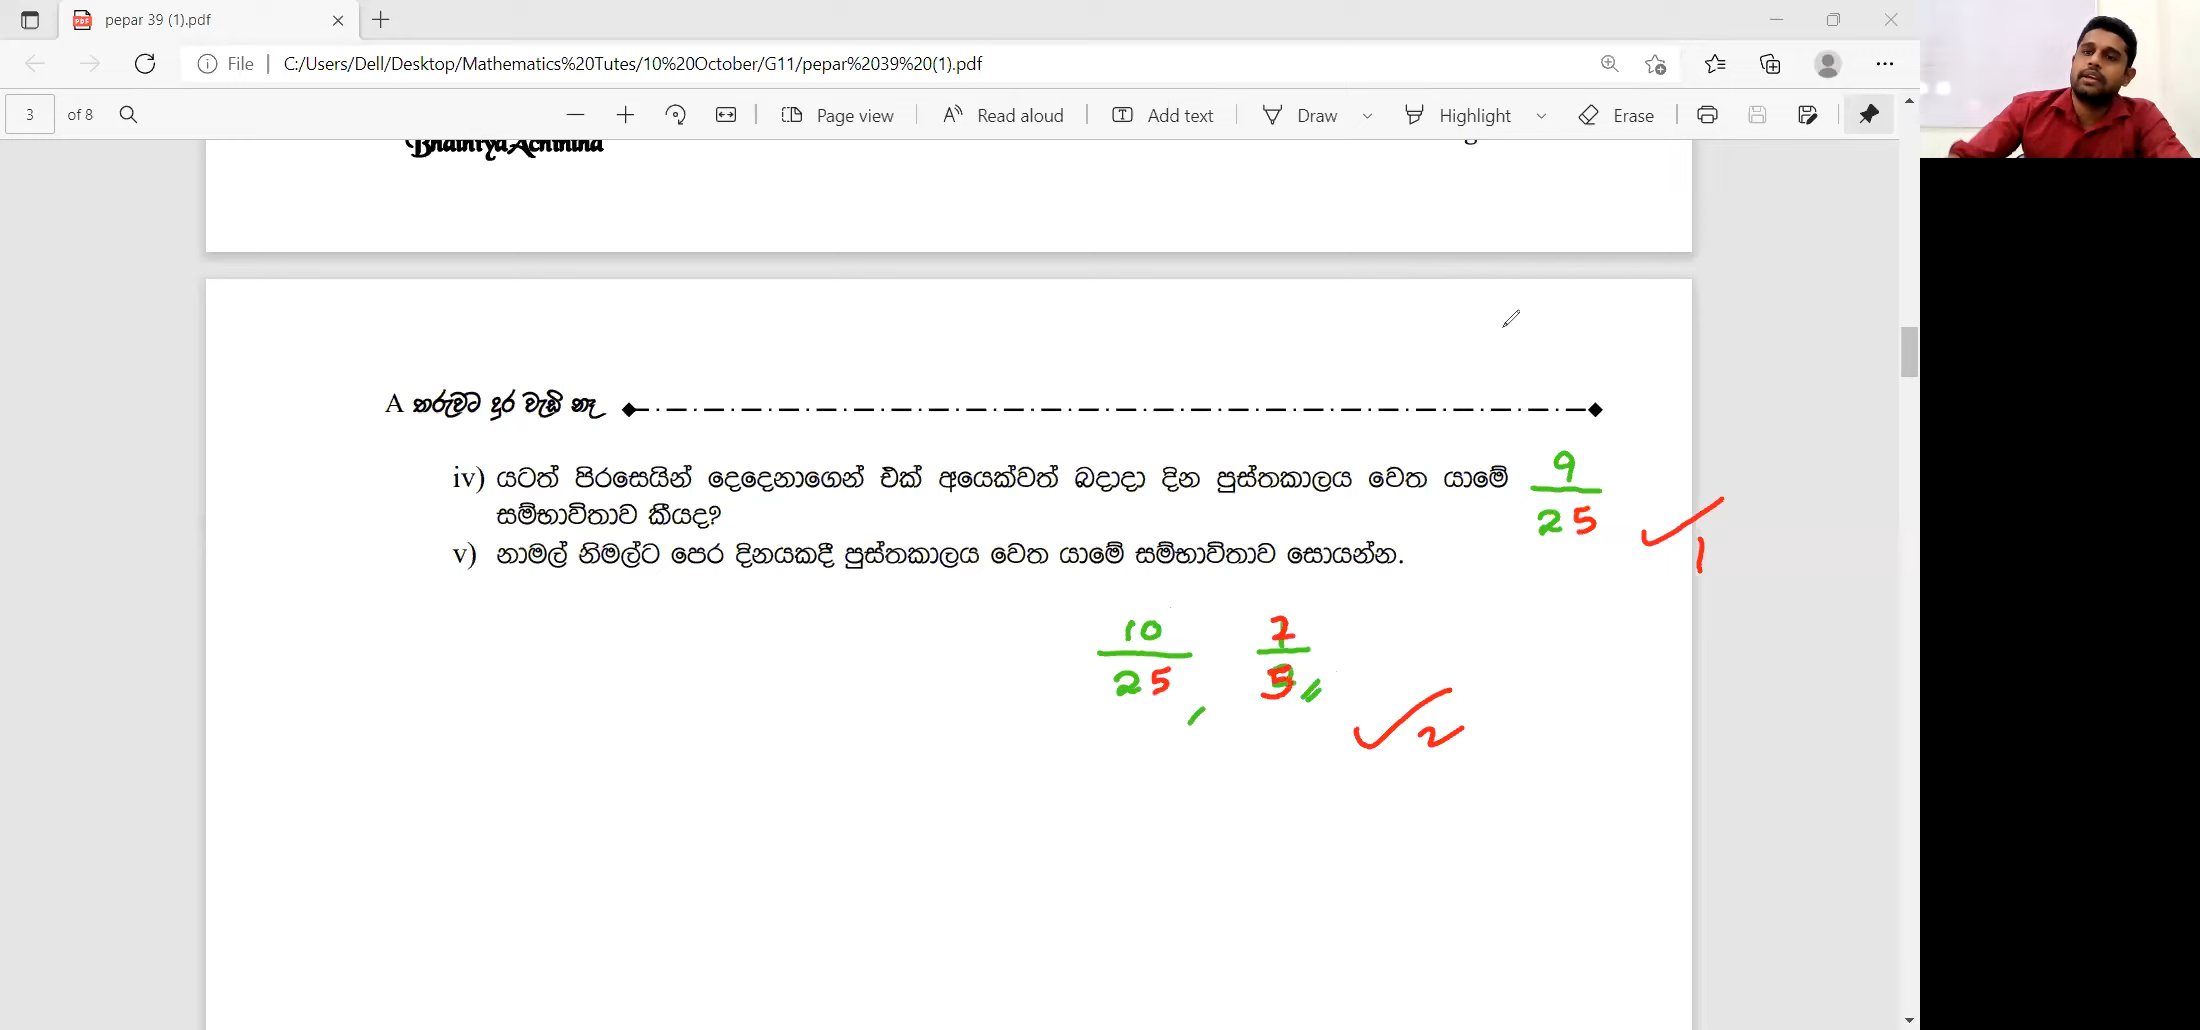 pepar 39 (1).pdf
File C:/Users/Dell/Desktop/Mathematics%20Tutes/10%20October/G11/pepar%2039%20(1).pdf
3 of 8 Page view Read aloud Add text Draw Highlight Erase
A තරුවට දුර වැඩි නෑ
iv) යටත් පිරසෙයින් දෙදෙනාගෙන් එක් අයෙක්වත් බදාදා දින පුස්තකාලය වෙත යාමේ
සම්භාවිතාව කීයද?
9
25
1
v) නාමල් නිමල්ට පෙර දිනයකදී පුස්තකාලය වෙත යාමේ සම්භාවිතාව සොයන්න.
10
25
5
2